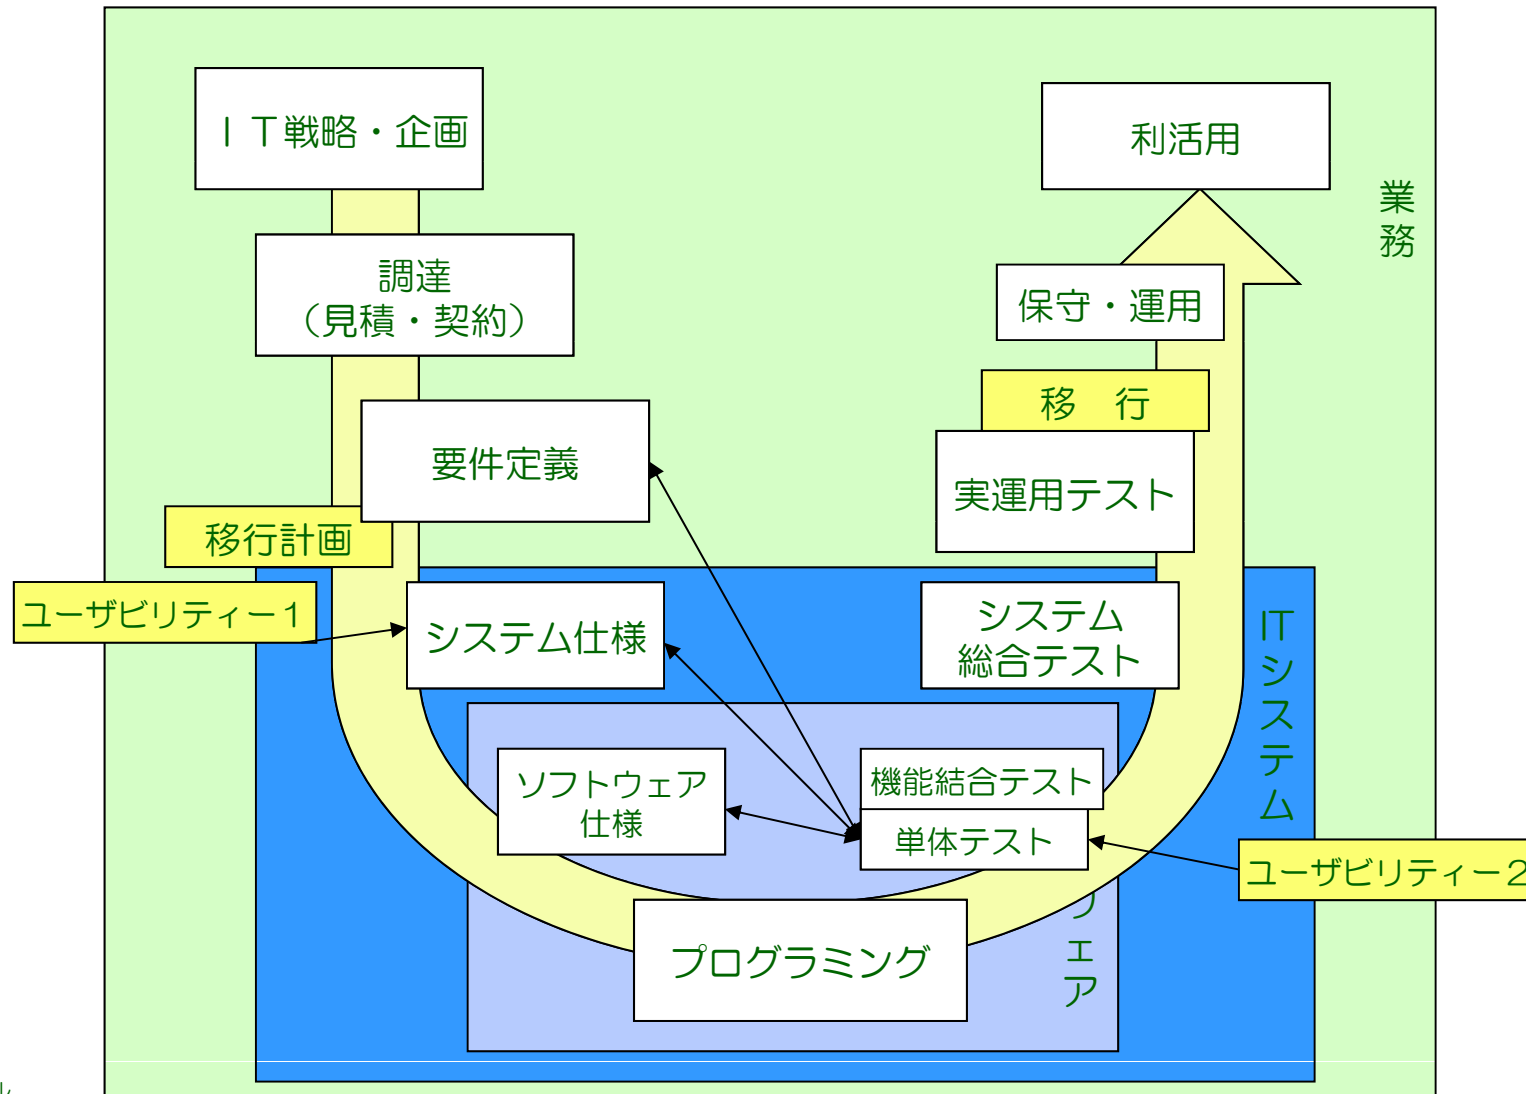 ＩＴ戦略・企画
利活用
業務
調達
（見積・契約）
保守・運用
移　行
要件定義
実運用テスト
移行計画
ユーザビリティー１
システム仕様
システム
総合テスト
ITシステム
ソフトウェア
仕様
機能結合テスト
単体テスト
ユーザビリティー２
ェア
プログラミング